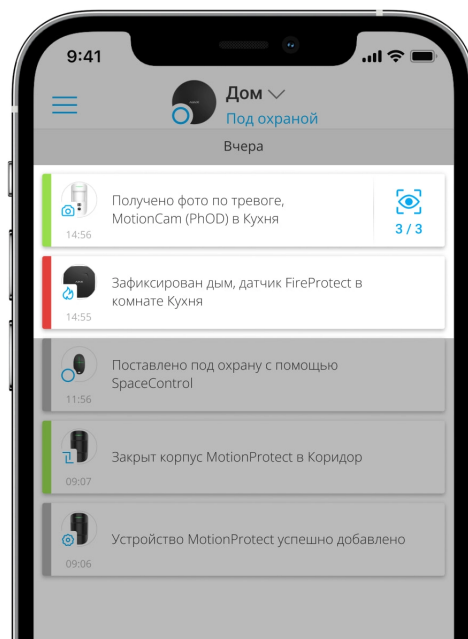 9:41
Дом
Под охраной
Вчера
Получено фото по тревоге,
MotionCam (PhOD) в Кухня
14:56
3 / 3
Зафиксирован дым, датчик FireProtect в
комнате Кухня
14:55
Поставлено под охрану с помощью
SpaceControl
11:56
Закрыт корпус MotionProtect в Коридор
09:07
Устройство MotionProtect успешно добавлено
09:06